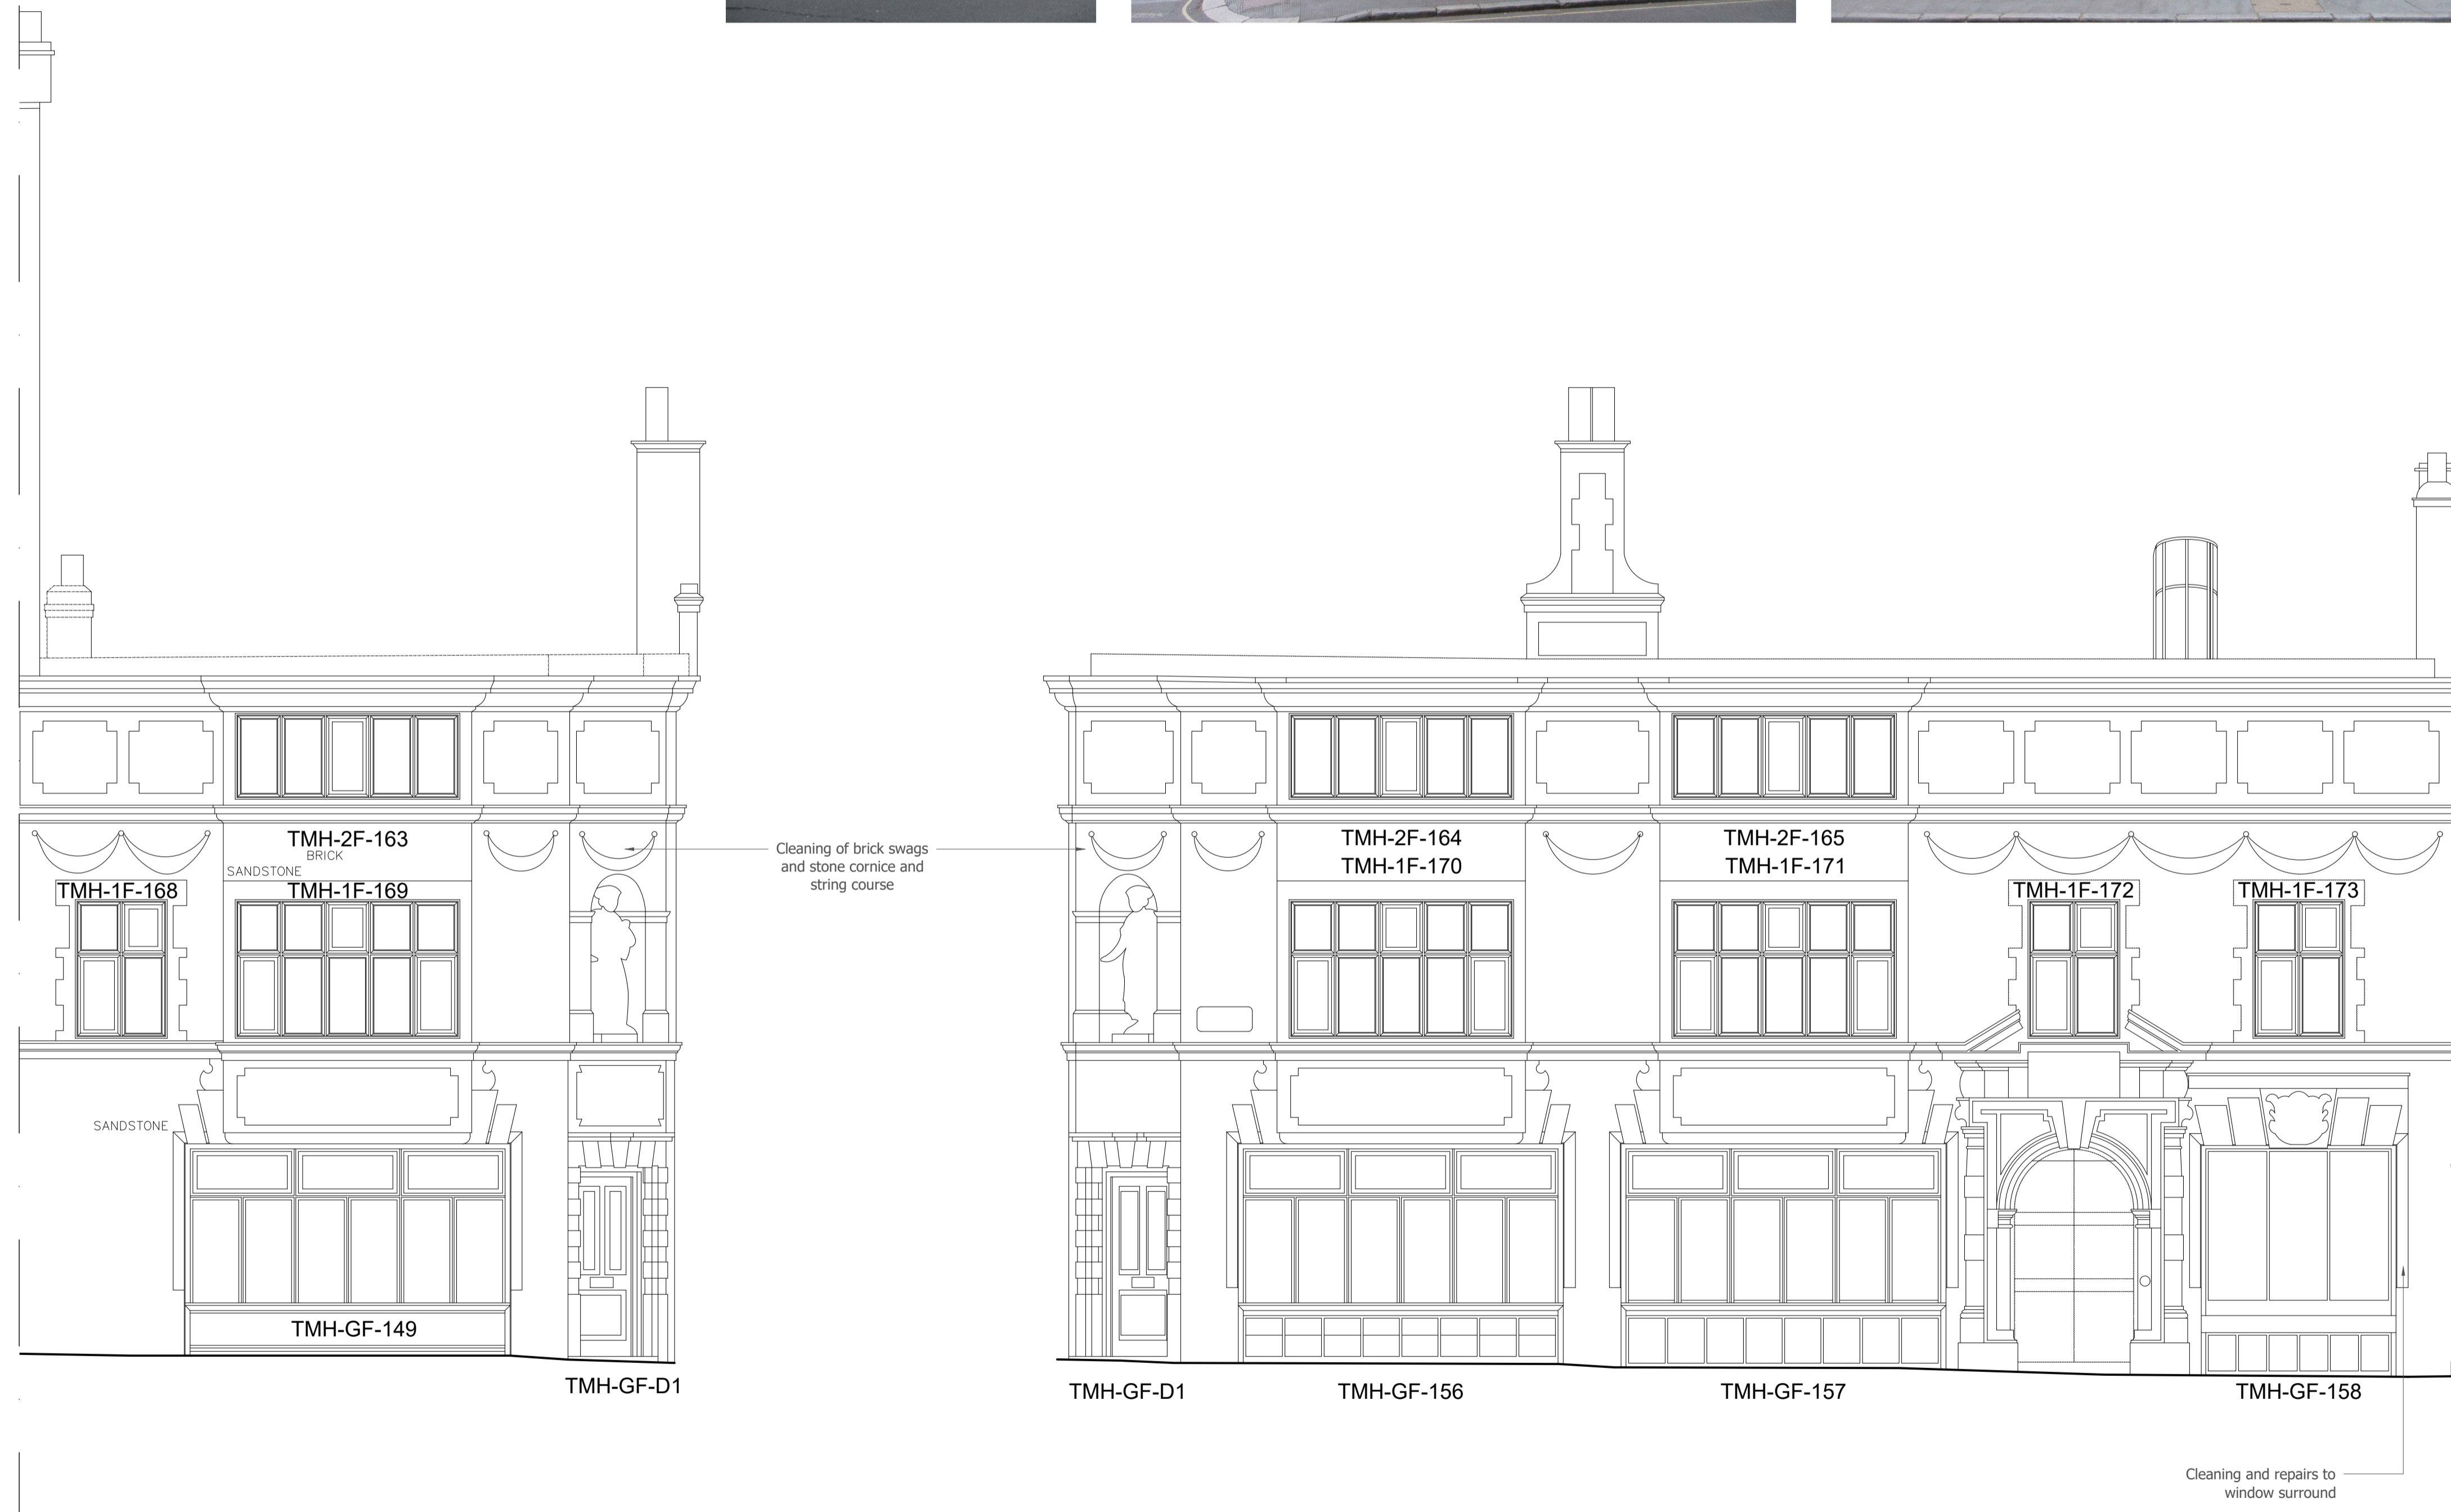 TMH-2F-163
BRICK
SANDSTONE
TMH-1F-168
TMH-1F-169
SANDSTONE
TMH-GF-149
TMH-GF-D1
Cleaning of brick swags
and stone cornice and
string course
TMH-2F-164
TMH-1F-170
TMH-2F-165
TMH-1F-171
TMH-1F-172
TMH-1F-173
TMH-GF-D1
TMH-GF-156
TMH-GF-157
TMH-GF-158
Cleaning and repairs to
window surround